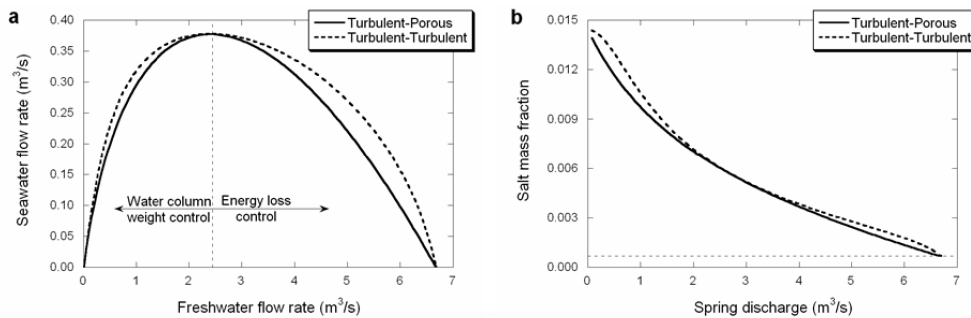 a
Turbulent-Porous
Turbulent-Turbulent
Seawater flow rate (m³/s)
0.40
0.35
0.30
0.25
0.20
0.15
0.10
0.05
0.00
Water column
weight control
Energy loss
control
0 1 2 3 4 5 6 7
Freshwater flow rate (m³/s)
b
Turbulent-Porous
Turbulent-Turbulent
Salt mass fraction
0.015
0.012
0.009
0.006
0.003
0.000
0 1 2 3 4 5 6 7
Spring discharge (m³/s)